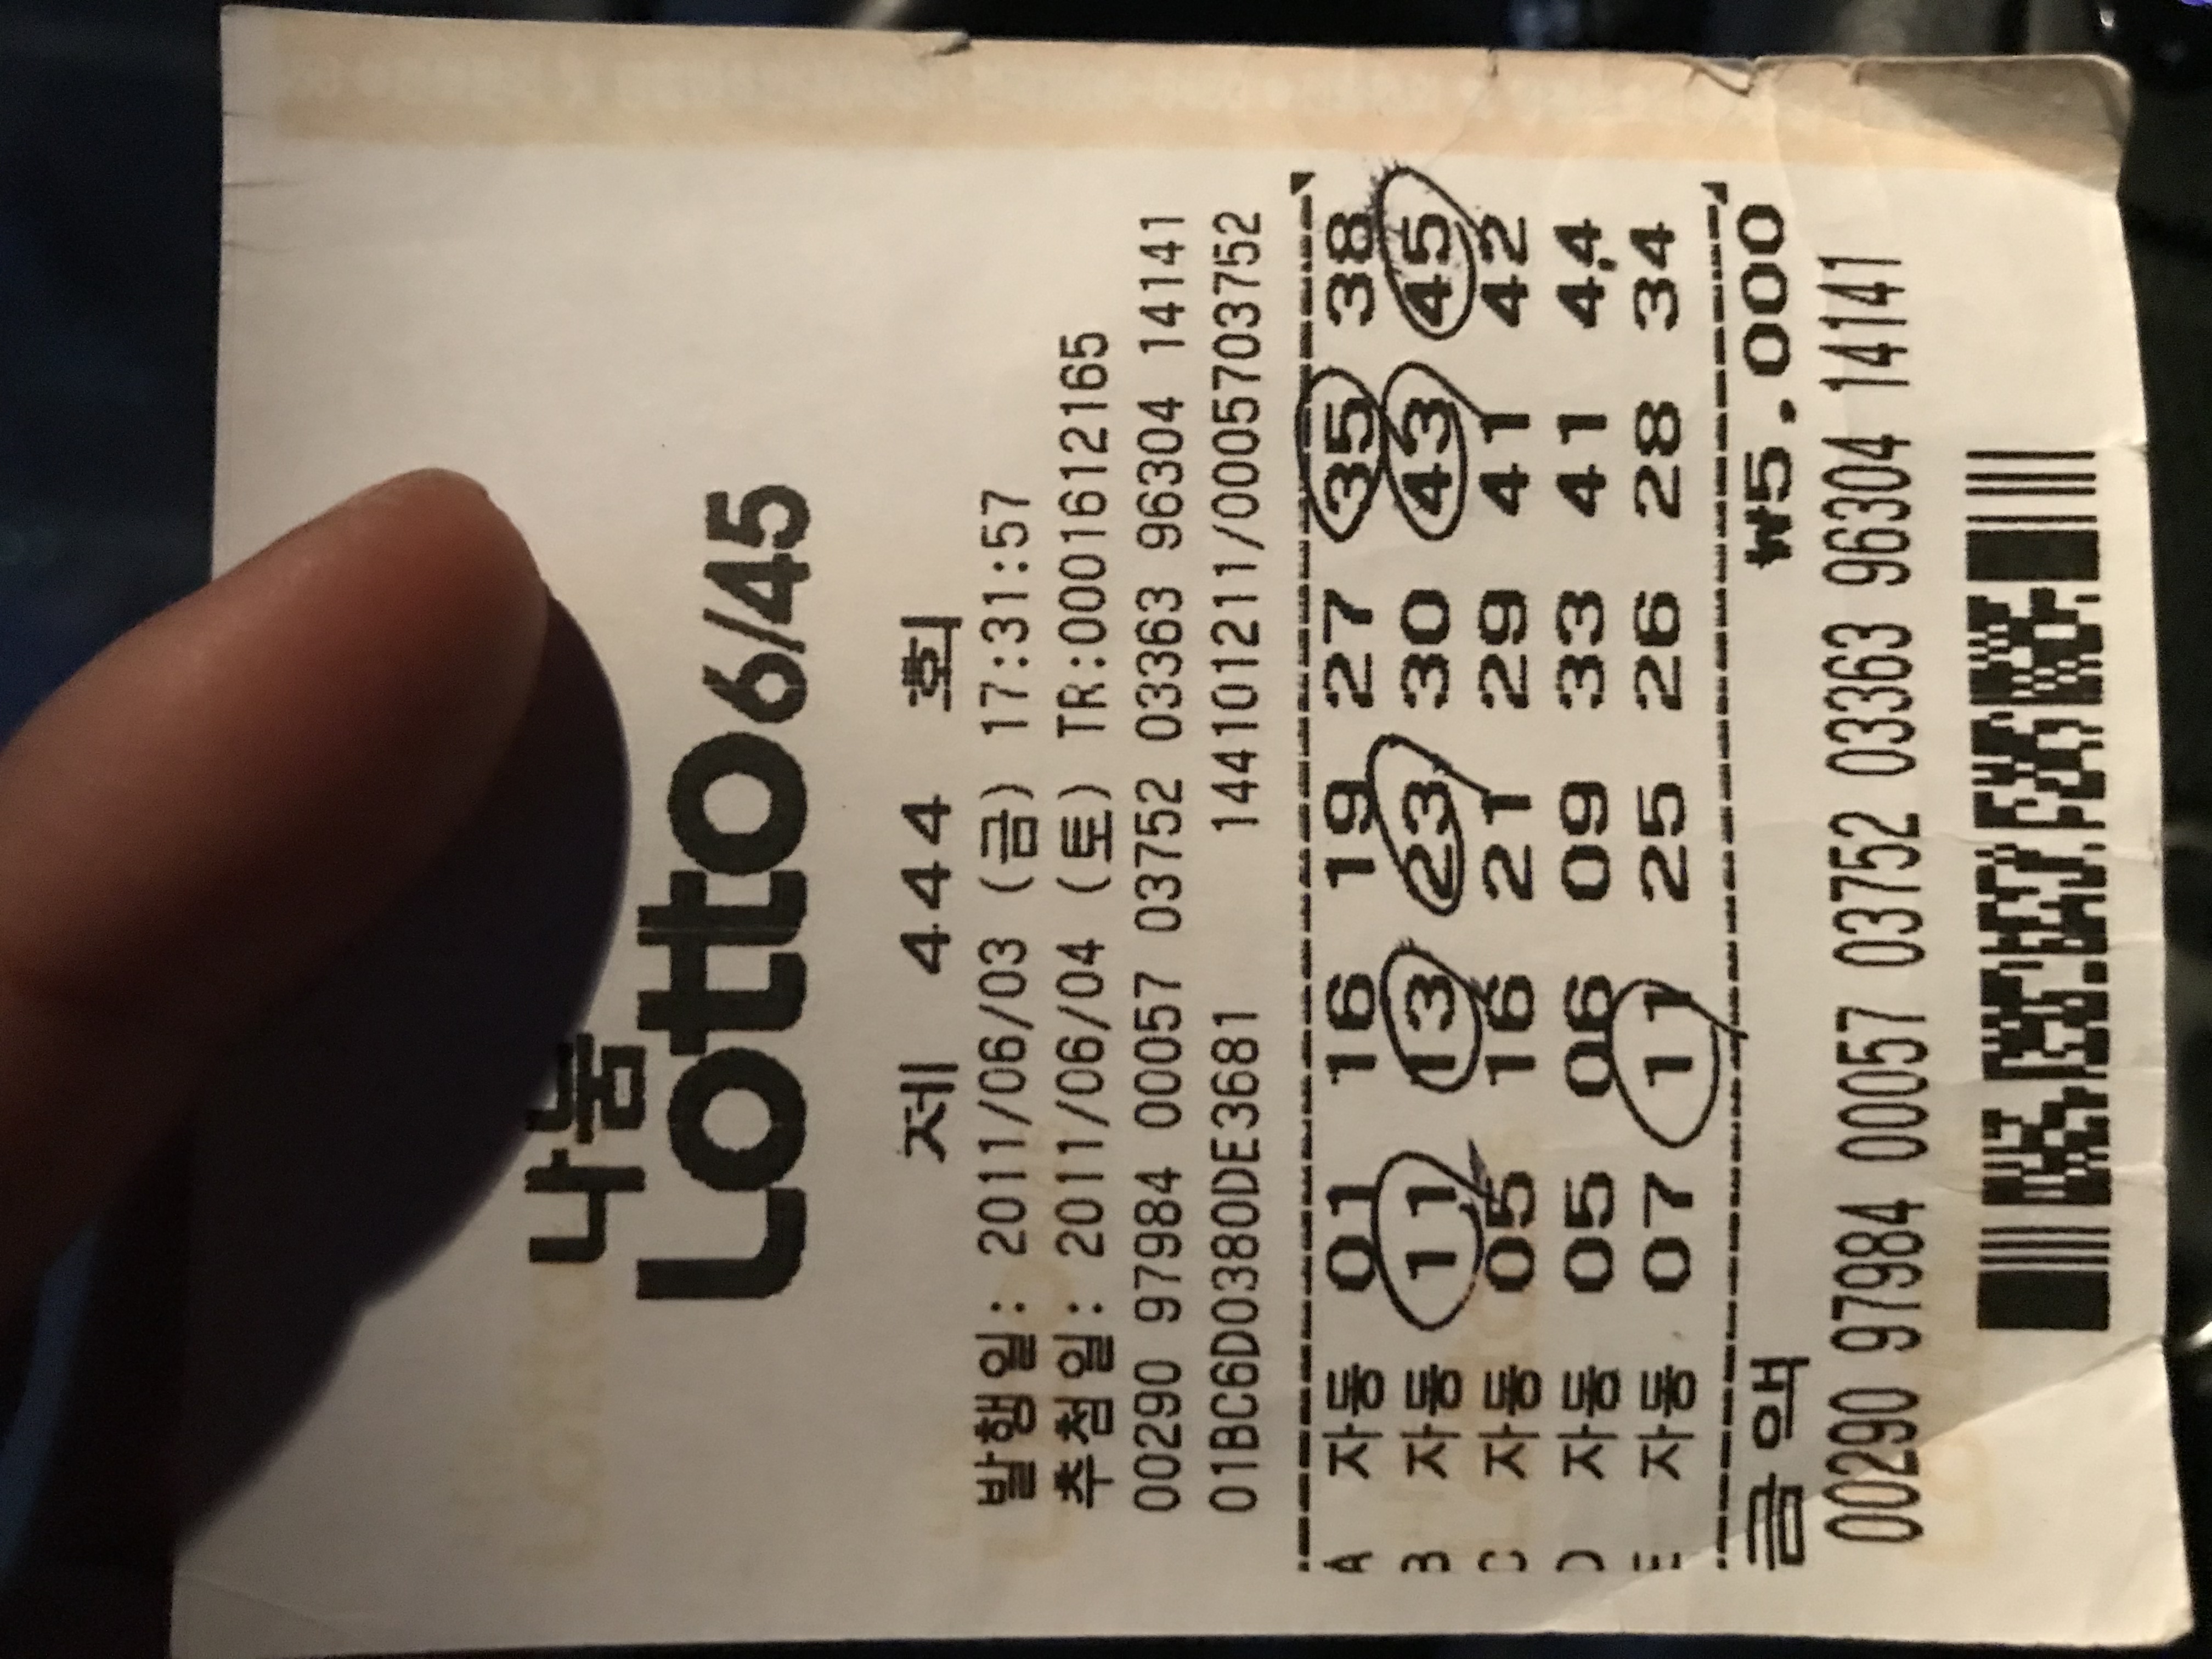 나눔
Lotto6/45
제 444 회
발행일: 2011/06/03 (금) 17:31:57
추첨일: 2011/06/04 (토) TR:0001612165
00290 97984 00057 03752 03363 96304 14141
01BC6D0380DE3681 1441101211/0005703752
A 자동 01 16 19 27 35 38
B 자동 11 13 23 30 43 45
C 자동 05 16 21 29 41 42
D 자동 05 06 09 33 41 44
E 자동 07 11 25 26 28 34
금액 ₩5,000
00290 97984 00057 03752 03363 96304 14141